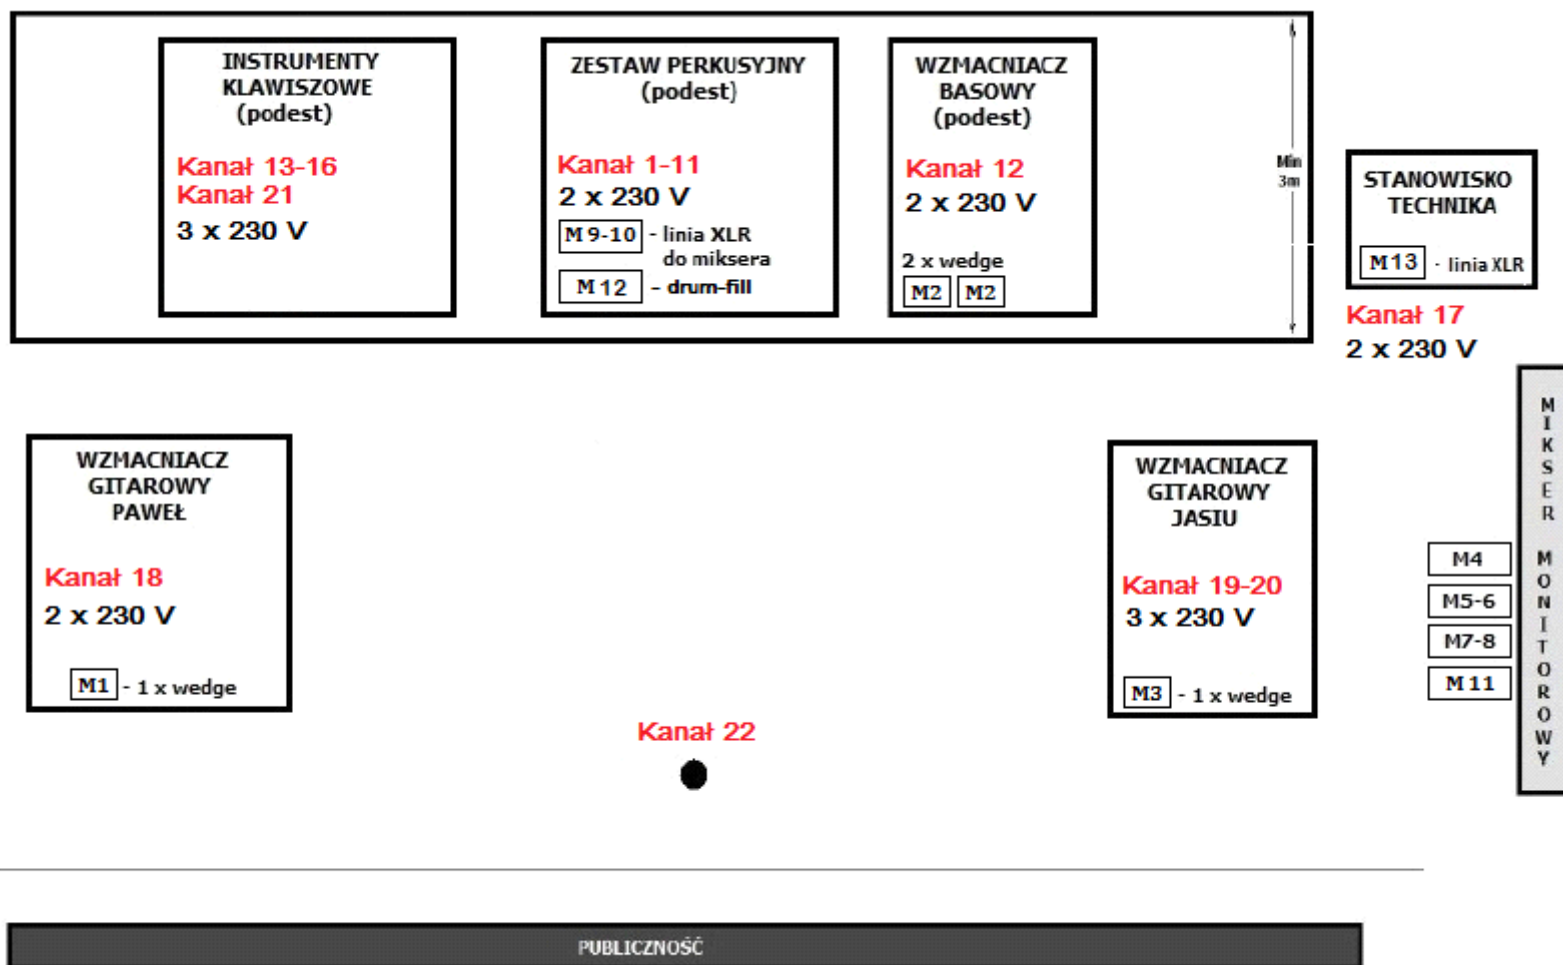 INSTRUMENTY
KLAWISZOWE
(podest)
Kanał 13-16
Kanał 21
3 x 230 V
ZESTAW PERKUSYJNY
(podest)
Kanał 1-11
2 x 230 V
M 9-10 - linia XLR
do miksera
M 12 - drum-fill
WZMACNIACZ
BASOWY
(podest)
Kanał 12
2 x 230 V
2 x wedge
M2 M2
Min
3m
STANOWISKO
TECHNIKA
M13 - linia XLR
Kanał 17
2 x 230 V
WZMACNIACZ
GITAROWY
PAWEŁ
Kanał 18
2 x 230 V
M1 - 1 x wedge
Kanał 22
WZMACNIACZ
GITAROWY
JASIU
Kanał 19-20
3 x 230 V
M3 - 1 x wedge
M4
M5-6
M7-8
M 11
MIKSER MONITOROWY
PUBLICZNOŚĆ